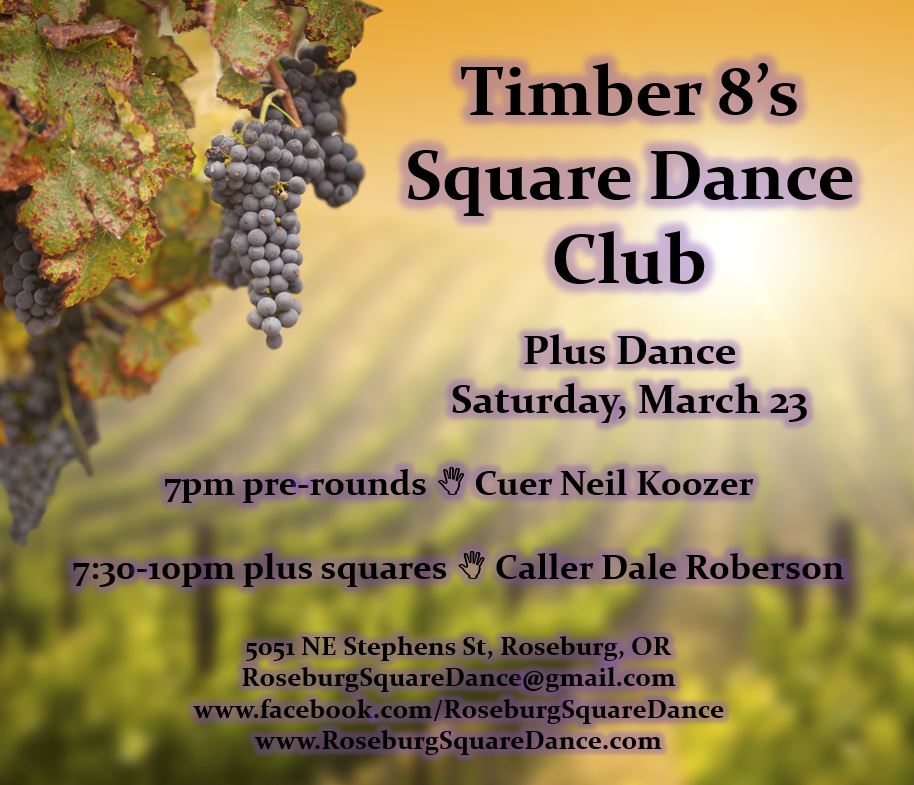 Timber 8’s
Square Dance
Club
Plus Dance
Saturday, March 23
7pm pre-rounds 👋 Cuer Neil Koozer
7:30-10pm plus squares 👋 Caller Dale Roberson
5051 NE Stephens St, Roseburg, OR
RoseburgSquareDance@gmail.com
www.facebook.com/RoseburgSquareDance
www.RoseburgSquareDance.com